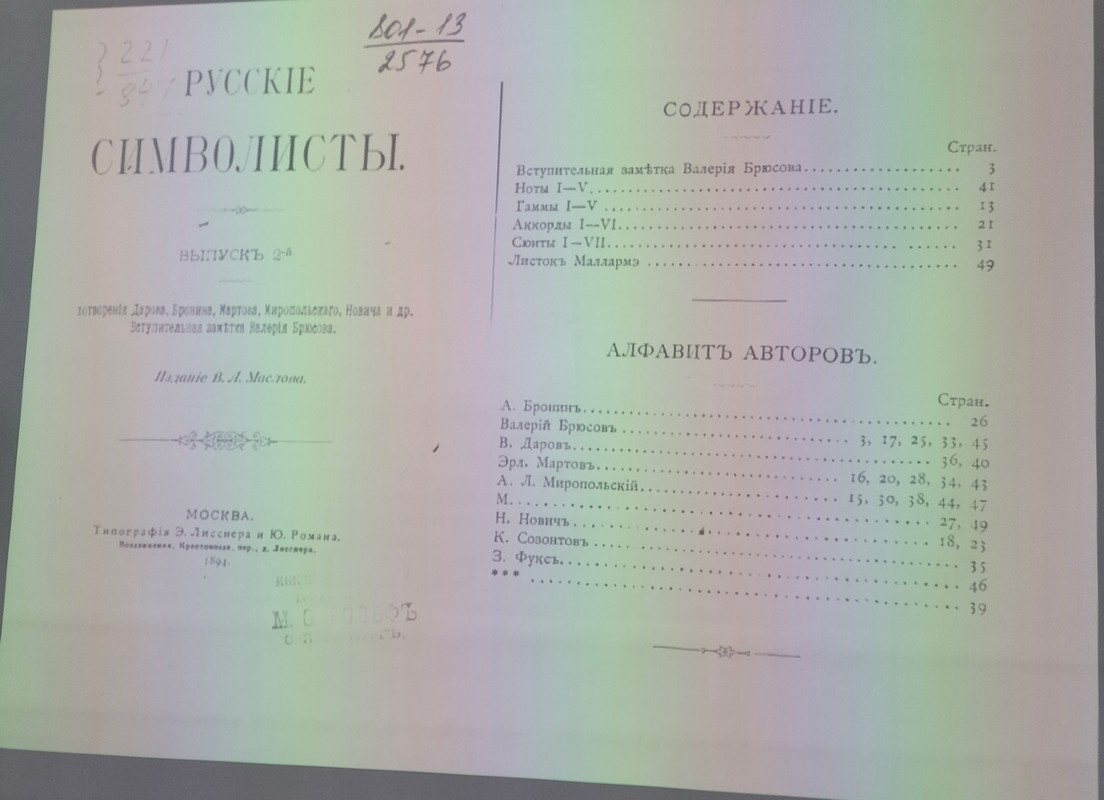 801-13
2576
221
РУССКІЕ
СИМВОЛИСТЫ.
ВЫПУСКЪ 2-й
Дарова, Бронина, Мартова, Миропольскаго, Новича и др.
Вступительная замѣтка Валерія Брюсова.
Изданіе В. А. Маслова.
МОСКВА.
Типографія Э. Лисснера и Ю. Романа,
Воздвиженка, Крестовоздв. пер., д. Лисснера.
1894.
СОДЕРЖАНІЕ.
Стран.
Вступительная замѣтка Валерія Брюсова 3
Ноты I—V. 41
Гаммы I—V 13
Аккорды I—VI. 21
Сюиты I—VII. 31
Листокъ Маллармэ 49
АЛФАВИТЪ АВТОРОВЪ.
Стран.
А. Бронинъ. 26
Валерій Брюсовъ 3, 17, 25, 33, 45
В. Даровъ. 36, 40
Эрл. Мартовъ. 16, 20, 28, 34, 43
А. Л. Миропольскій. 15, 30, 38, 44, 47
М. 27, 49
Н. Новичъ. 18, 23
К. Созонтовъ 35
З. Фуксъ. 46
*** 39